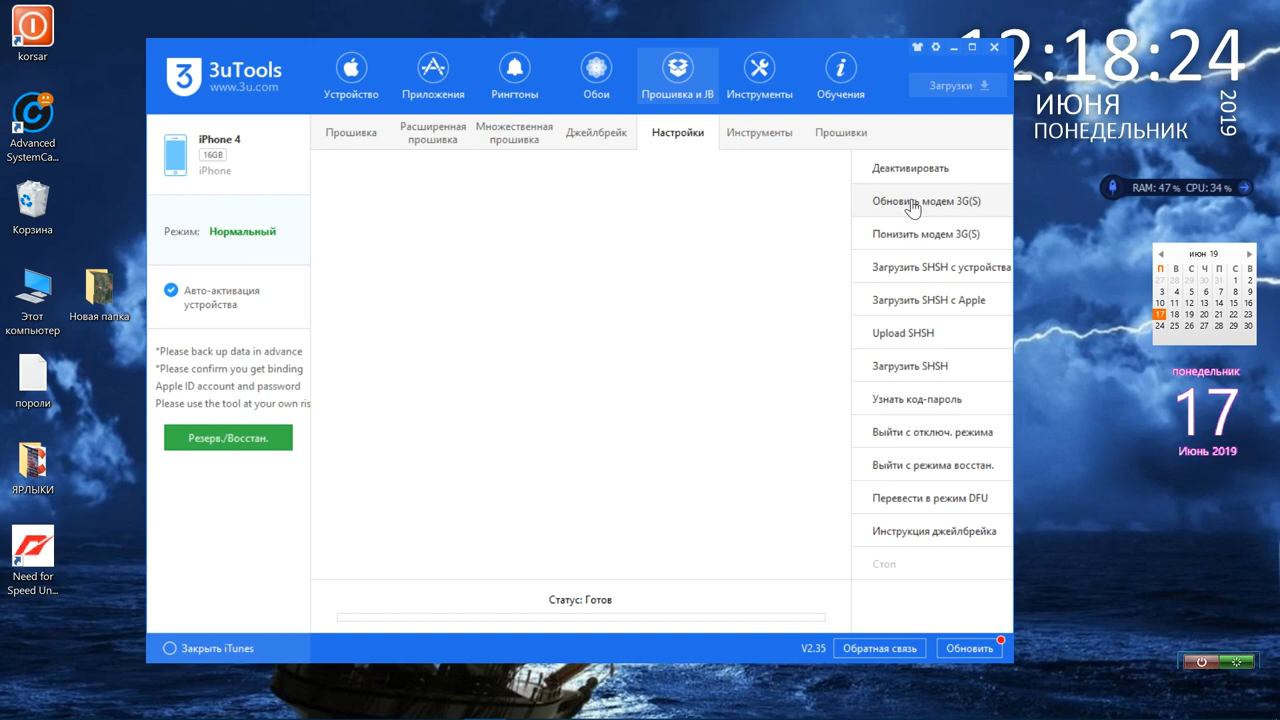 korsar
Advanced
SystemCa...
Корзина
Этот
компьютер
Новая папка
пороли
ЯРЛЫКИ
Need for
Speed Un...
3uTools
www.3u.com
Устройство
Приложения
Рингтоны
Обои
Прошивка и JB
Инструменты
Обучения
Загрузки
iPhone 4
16GB
iPhone
Режим: Нормальный
Авто-активация
устройства
*Please back up data in advance
*Please confirm you get binding
Apple ID account and password
Please use the tool at your own ris
Резерв./Восстан.
Прошивка
Расширенная
прошивка
Множественная
прошивка
Джейлбрейк
Настройки
Инструменты
Прошивки
Деактивировать
Обновить модем 3G(S)
Понизить модем 3G(S)
Загрузить SHSH с устройства
Загрузить SHSH с Apple
Upload SHSH
Загрузить SHSH
Узнать код-пароль
Выйти с отключ. режима
Выйти с режима восстан.
Перевести в режим DFU
Инструкция джейлбрейка
Стоп
Статус: Готов
Закрыть iTunes
V2.35
Обратная связь
Обновить
12:18:24
ИЮНЯ
ПОНЕДЕЛЬНИК
2019
RAM: 47 % CPU: 34 %
июн 19
П В С Ч П С В
27 28 29 30 31 1 2
3 4 5 6 7 8 9
10 11 12 13 14 15 16
17 18 19 20 21 22 23
24 25 26 27 28 29 30
понедельник
17
Июнь 2019